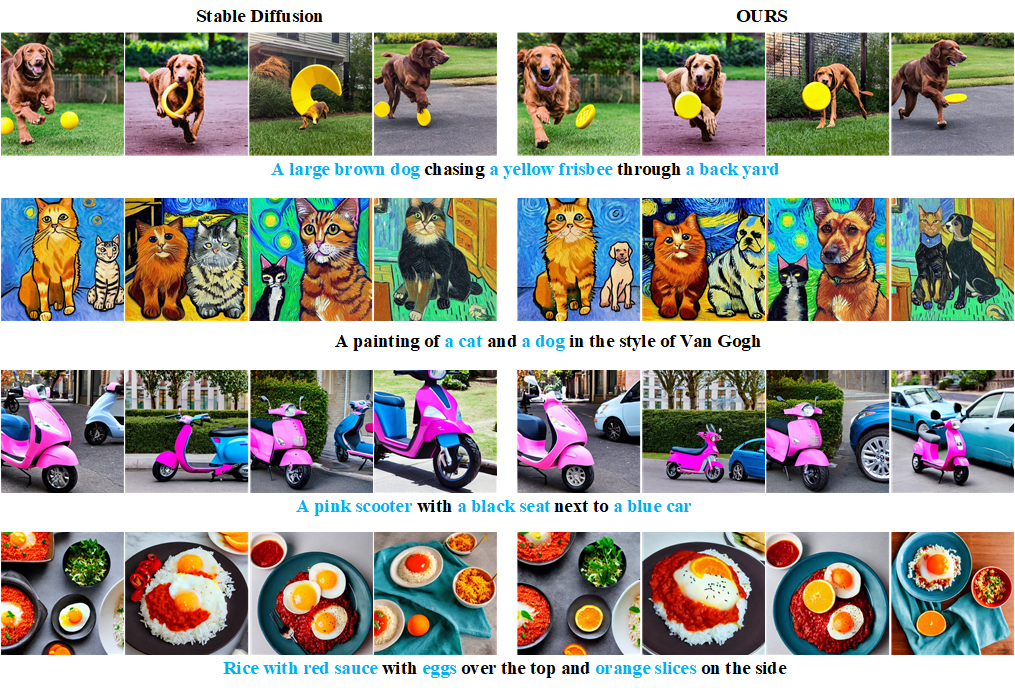 Stable Diffusion
OURS
A large brown dog chasing a yellow frisbee through a back yard
A painting of a cat and a dog in the style of Van Gogh
A pink scooter with a black seat next to a blue car
Rice with red sauce with eggs over the top and orange slices on the side